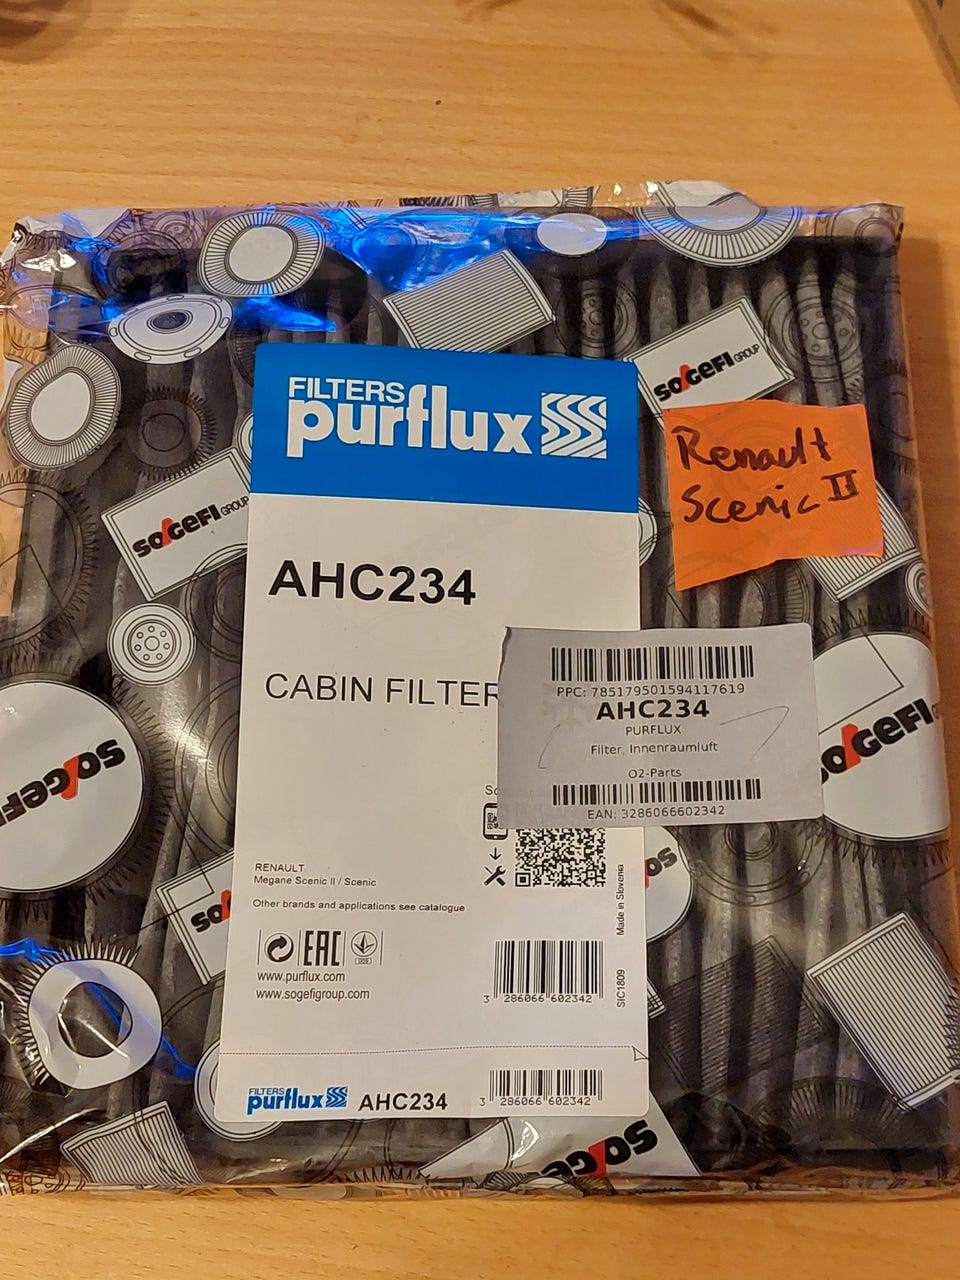 SOGEFI GROUP
FILTERS
purflux
Renault
Scenic II
SOGEFI GROUP
AHC234
CABIN FILTER
PPC: 785179501594117619
AHC234
PURFLUX
Filter, Innenraumluft
O2-Parts
EAN: 3286066602342
SOGEFI
SOGEFI
RENAULT
Megane Scenic II / Scenic
Other brands and applications see catalogue
Made in Slovenia
EAC
www.purflux.com
www.sogefigroup.com
SIC1809
3 286066 602342
FILTERS
purflux
AHC234
3 286066 602342
SOGEFI